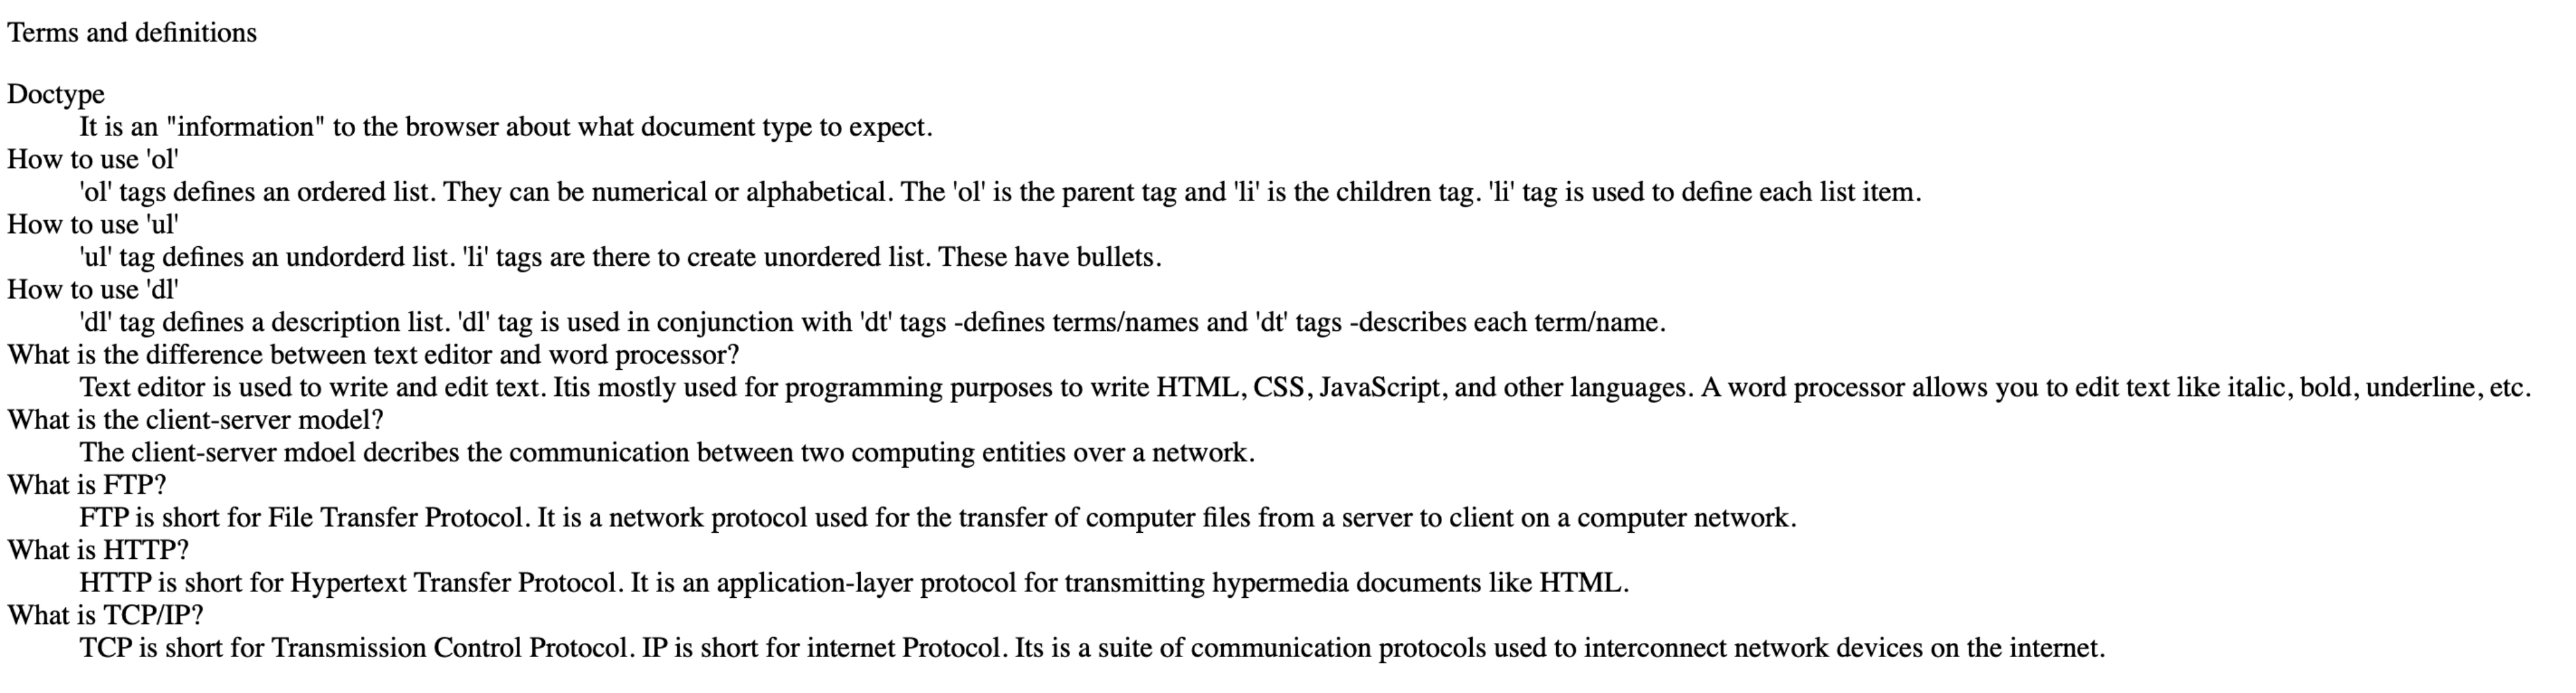 Terms and definitions
Doctype
It is an "information" to the browser about what document type to expect.
How to use 'ol'
'ol' tags defines an ordered list. They can be numerical or alphabetical. The 'ol' is the parent tag and 'li' is the children tag. 'li' tag is used to define each list item.
How to use 'ul'
'ul' tag defines an undorderd list. 'li' tags are there to create unordered list. These have bullets.
How to use 'dl'
'dl' tag defines a description list. 'dl' tag is used in conjunction with 'dt' tags -defines terms/names and 'dt' tags -describes each term/name.
What is the difference between text editor and word processor?
Text editor is used to write and edit text. Itis mostly used for programming purposes to write HTML, CSS, JavaScript, and other languages. A word processor allows you to edit text like italic, bold, underline, etc.
What is the client-server model?
The client-server mdoel decribes the communication between two computing entities over a network.
What is FTP?
FTP is short for File Transfer Protocol. It is a network protocol used for the transfer of computer files from a server to client on a computer network.
What is HTTP?
HTTP is short for Hypertext Transfer Protocol. It is an application-layer protocol for transmitting hypermedia documents like HTML.
What is TCP/IP?
TCP is short for Transmission Control Protocol. IP is short for internet Protocol. Its is a suite of communication protocols used to interconnect network devices on the internet.